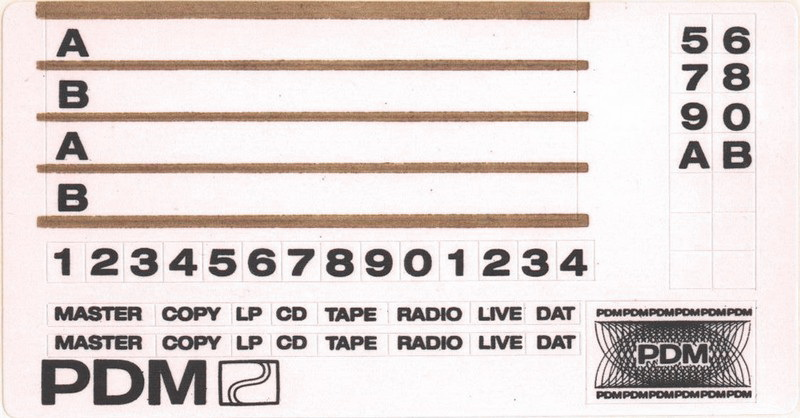 A
B
A
B
5 6
7 8
9 0
A B
1 2 3 4 5 6 7 8 9 0 1 2 3 4
MASTER COPY LP CD TAPE RADIO LIVE DAT
MASTER COPY LP CD TAPE RADIO LIVE DAT
PDM
PDMPDMPDMPDMPDMPDM
PDM
PDMPDMPDMPDMPDMPDM